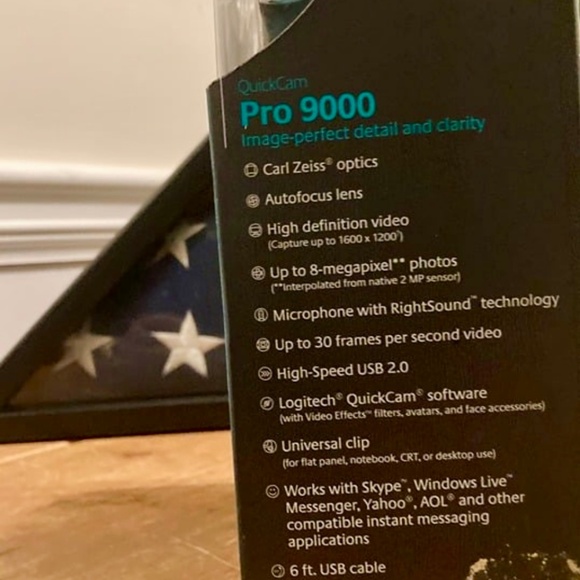 QuickCam
Pro 9000
Image-perfect detail and clarity
Carl Zeiss® optics
Autofocus lens
High definition video
(Capture up to 1600 x 1200†)
Up to 8-megapixel** photos
(**Interpolated from native 2 MP sensor)
Microphone with RightSound™ technology
Up to 30 frames per second video
High-Speed USB 2.0
Logitech® QuickCam® software
(with Video Effects™ filters, avatars, and face accessories)
Universal clip
(for flat panel, notebook, CRT, or desktop use)
Works with Skype™, Windows Live™
Messenger, Yahoo®, AOL® and other
compatible instant messaging
applications
6 ft. USB cable